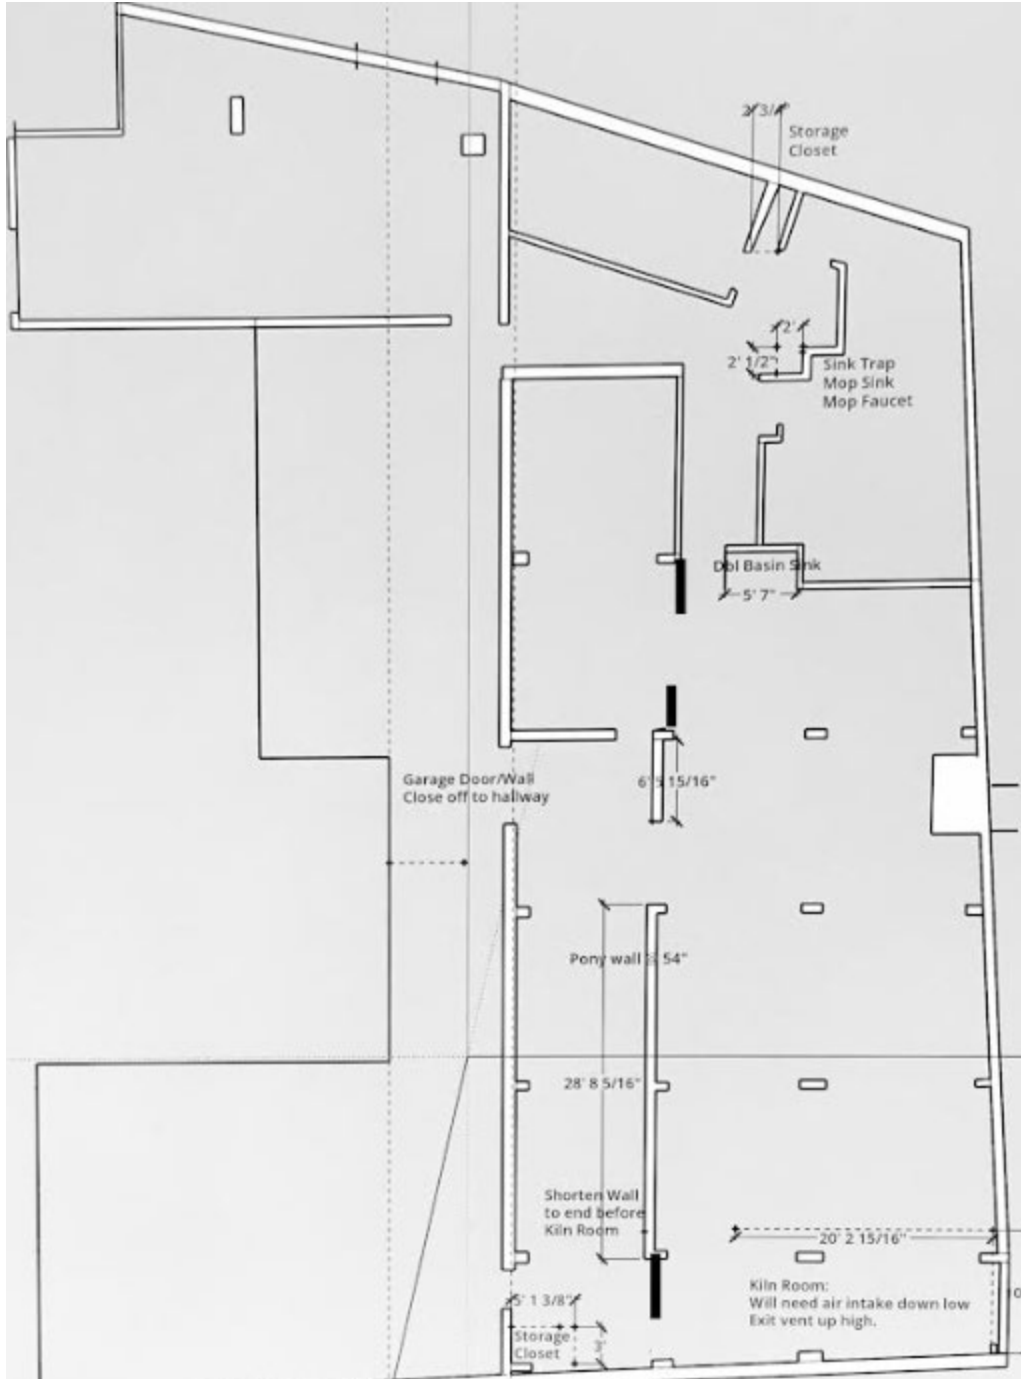 2' 3/4"
Storage
Closet
2'
2' 1/2"
Sink Trap
Mop Sink
Mop Faucet
Dbl Basin Sink
5' 7"
Garage Door/Wall
Close off to hallway
6' 5 15/16"
Pony wall @ 54"
28' 8 5/16"
Shorten Wall
to end before
Kiln Room
20' 2 15/16"
Kiln Room:
Will need air intake down low
Exit vent up high.
5' 1 3/8"
Storage
Closet